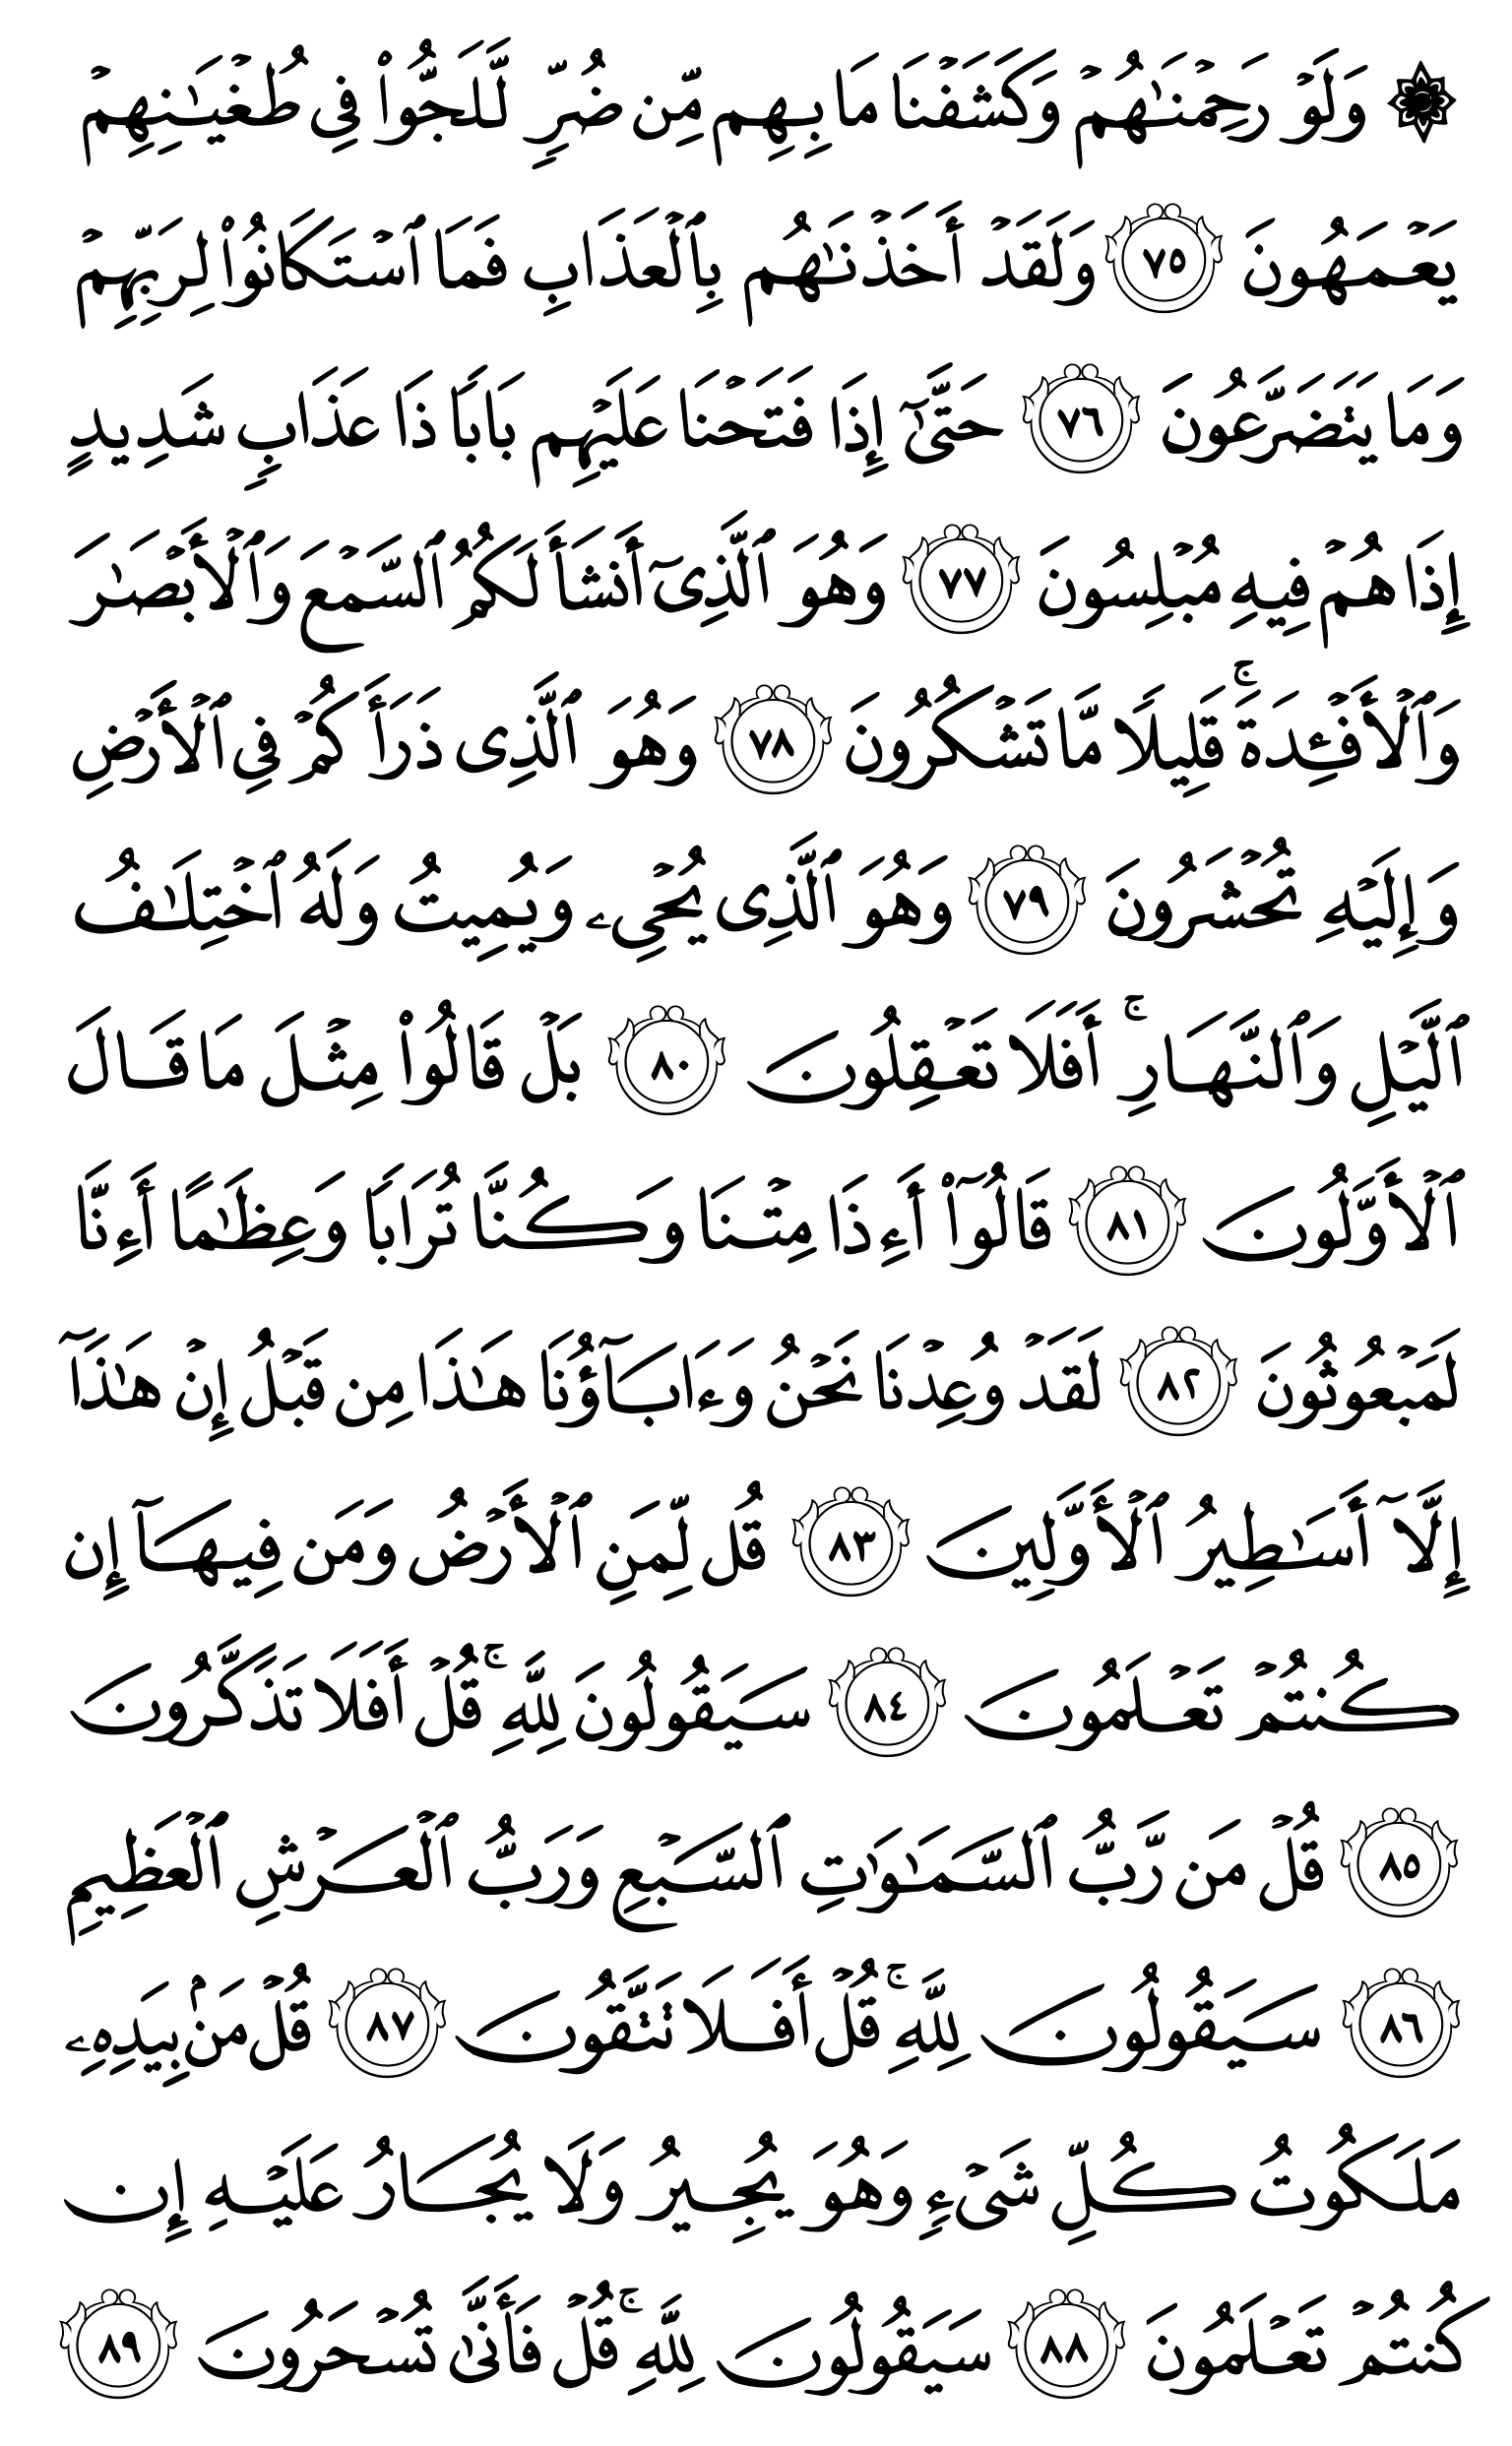 ۞ وَلَوۡ رَحِمۡنَٰهُمۡ وَكَشَفۡنَا مَا بِهِم مِّن ضُرّٖ لَّلَجُّواْ فِي طُغۡيَٰنِهِمۡ
يَعۡمَهُونَ ٧٥ وَلَقَدۡ أَخَذۡنَٰهُم بِٱلۡعَذَابِ فَمَا ٱسۡتَكَانُواْ لِرَبِّهِمۡ
وَمَا يَتَضَرَّعُونَ ٧٦ حَتَّىٰٓ إِذَا فَتَحۡنَا عَلَيۡهِم بَابٗا ذَا عَذَابٖ شَدِيدٍ
إِذَا هُمۡ فِيهِ مُبۡلِسُونَ ٧٧ وَهُوَ ٱلَّذِيٓ أَنشَأَ لَكُمُ ٱلسَّمۡعَ وَٱلۡأَبۡصَٰرَ
وَٱلۡأَفۡـِٔدَةَۚ قَلِيلٗا مَّا تَشۡكُرُونَ ٧٨ وَهُوَ ٱلَّذِي ذَرَأَكُمۡ فِي ٱلۡأَرۡضِ
وَإِلَيۡهِ تُحۡشَرُونَ ٧٩ وَهُوَ ٱلَّذِي يُحۡيِۦ وَيُمِيتُ وَلَهُ ٱخۡتِلَٰفُ
ٱلَّيۡلِ وَٱلنَّهَارِۚ أَفَلَا تَعۡقِلُونَ ٨٠ بَلۡ قَالُواْ مِثۡلَ مَا قَالَ
ٱلۡأَوَّلُونَ ٨١ قَالُوٓاْ أَءِذَا مِتۡنَا وَكُنَّا تُرَابٗا وَعِظَٰمًا أَءِنَّا
لَمَبۡعُوثُونَ ٨٢ لَقَدۡ وُعِدۡنَا نَحۡنُ وَءَابَآؤُنَا هَٰذَا مِن قَبۡلُ إِنۡ هَٰذَآ
إِلَّآ أَسَٰطِيرُ ٱلۡأَوَّلِينَ ٨٣ قُل لِّمَنِ ٱلۡأَرۡضُ وَمَن فِيهَآ إِن
كُنتُمۡ تَعۡلَمُونَ ٨٤ سَيَقُولُونَ لِلَّهِۚ قُلۡ أَفَلَا تَذَكَّرُونَ
٨٥ قُلۡ مَن رَّبُّ ٱلسَّمَٰوَٰتِ ٱلسَّبۡعِ وَرَبُّ ٱلۡعَرۡشِ ٱلۡعَظِيمِ
٨٦ سَيَقُولُونَ لِلَّهِۚ قُلۡ أَفَلَا تَتَّقُونَ ٨٧ قُلۡ مَنۢ بِيَدِهِۦ
مَلَكُوتُ كُلِّ شَيۡءٖ وَهُوَ يُجِيرُ وَلَا يُجَارُ عَلَيۡهِ إِن
كُنتُمۡ تَعۡلَمُونَ ٨٨ سَيَقُولُونَ لِلَّهِۚ قُلۡ فَأَنَّىٰ تُسۡحَرُونَ ٨٩